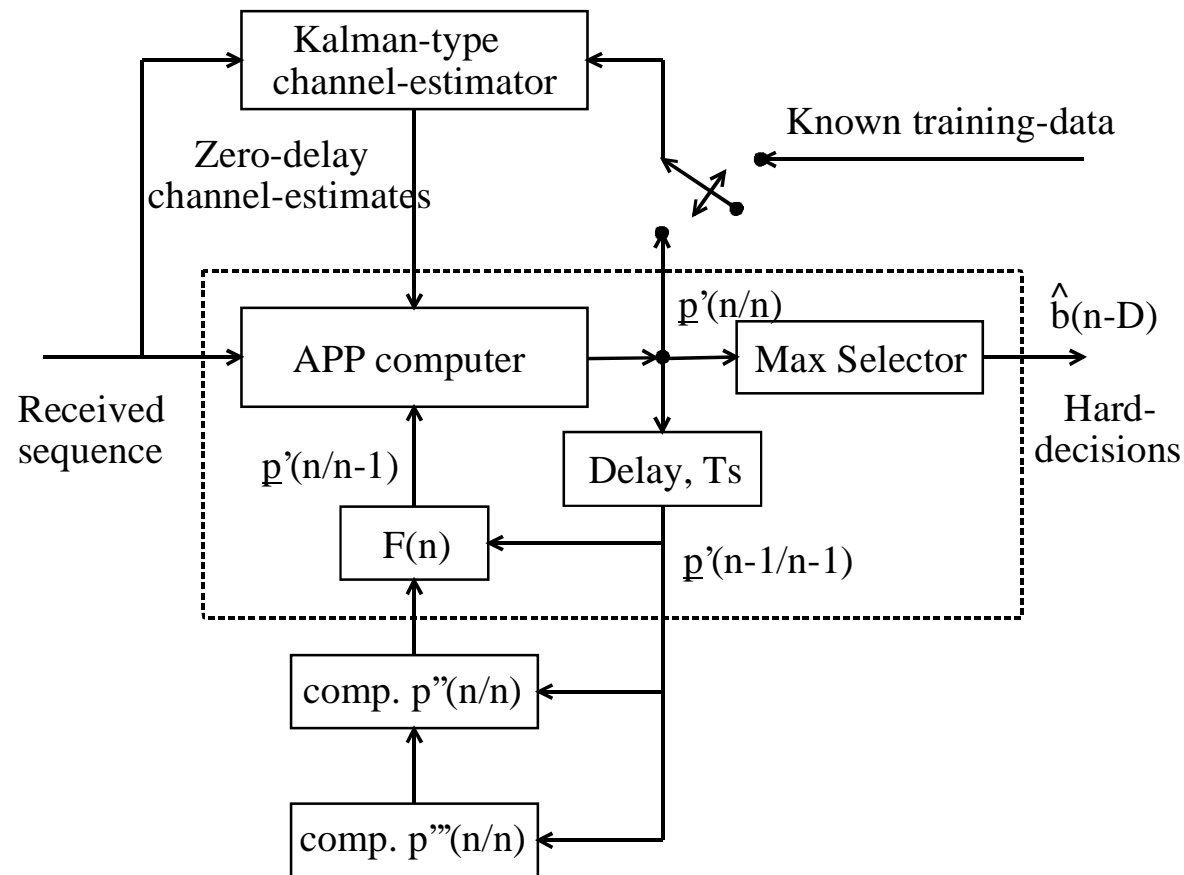 Kalman-type
channel-estimator
Known training-data
Zero-delay
channel-estimates
p'(n/n)
^
b(n-D)
APP computer
Max Selector
Received
sequence
Hard-
decisions
p'(n/n-1)
Delay, Ts
F(n)
p'(n-1/n-1)
comp. p''(n/n)
comp. p'''(n/n)